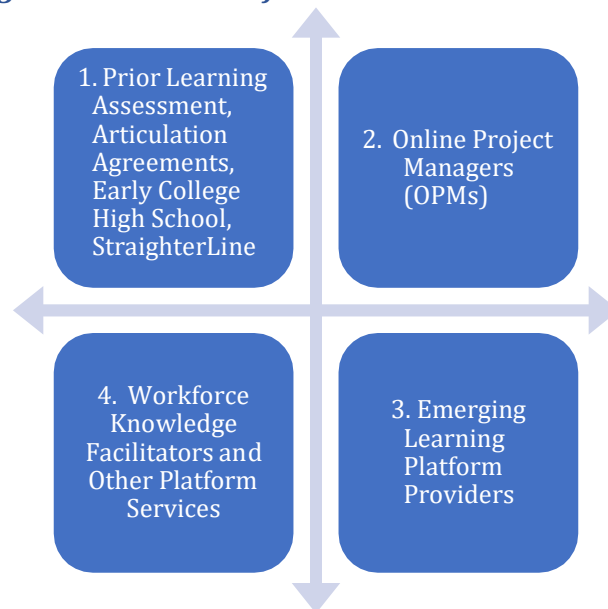 1. Prior Learning
Assessment,
Articulation
Agreements,
Early College
High School,
StraighterLine
2. Online Project
Managers
(OPMs)
4. Workforce
Knowledge
Facilitators and
Other Platform
Services
3. Emerging
Learning
Platform
Providers